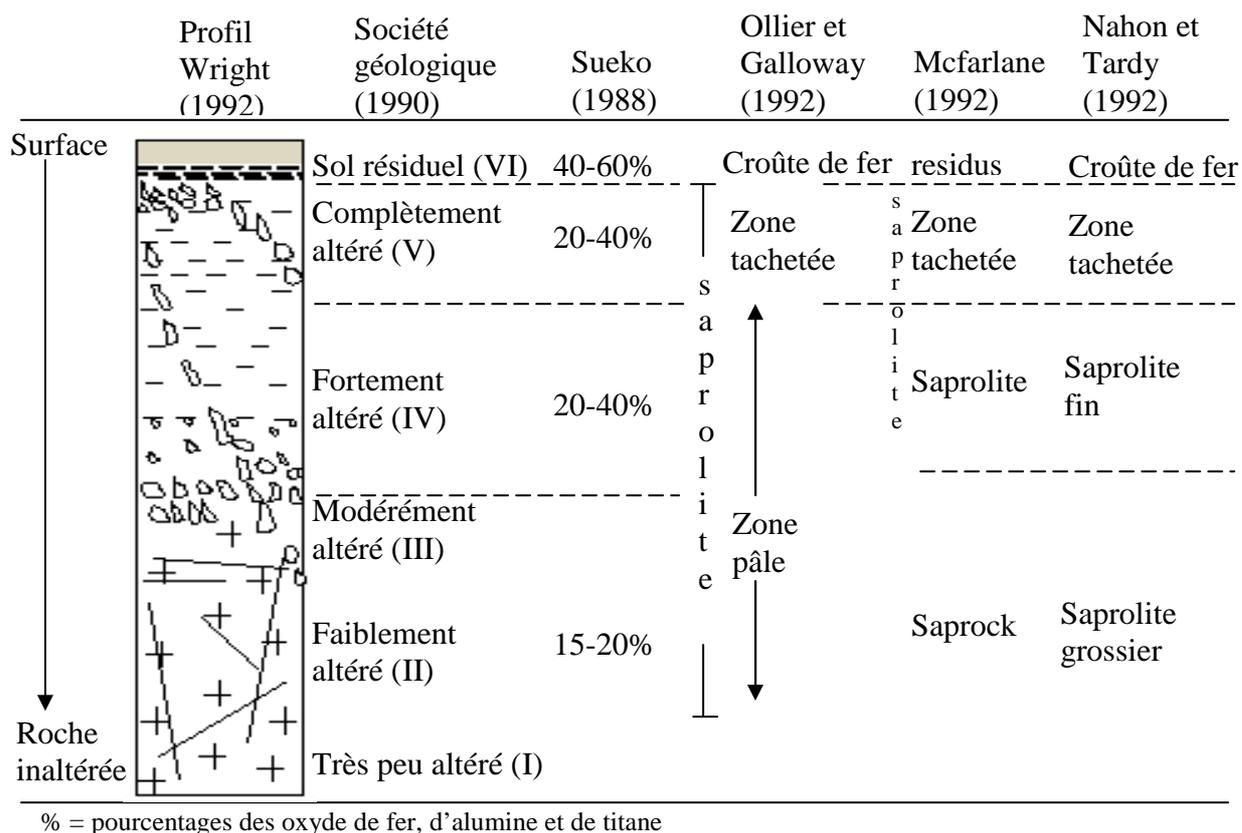 Profil
Wright
(1992)
Société
géologique
(1990)
Sueko
(1988)
Ollier et
Galloway
(1992)
Mcfarlane
(1992)
Nahon et
Tardy
(1992)
Surface
Roche
inaltérée
Sol résiduel (VI)
40-60%
Croûte de fer
residus
Croûte de fer
Complètement
altéré (V)
20-40%
Zone
tachetée
Zone
tachetée
Zone
tachetée
Fortement
altéré (IV)
20-40%
saprolite
saprolite
Saprolite
Saprolite
fin
Modérément
altéré (III)
Zone
pâle
Faiblement
altéré (II)
15-20%
Saprock
Saprolite
grossier
Très peu altéré (I)
% = pourcentages des oxyde de fer, d'alumine et de titane